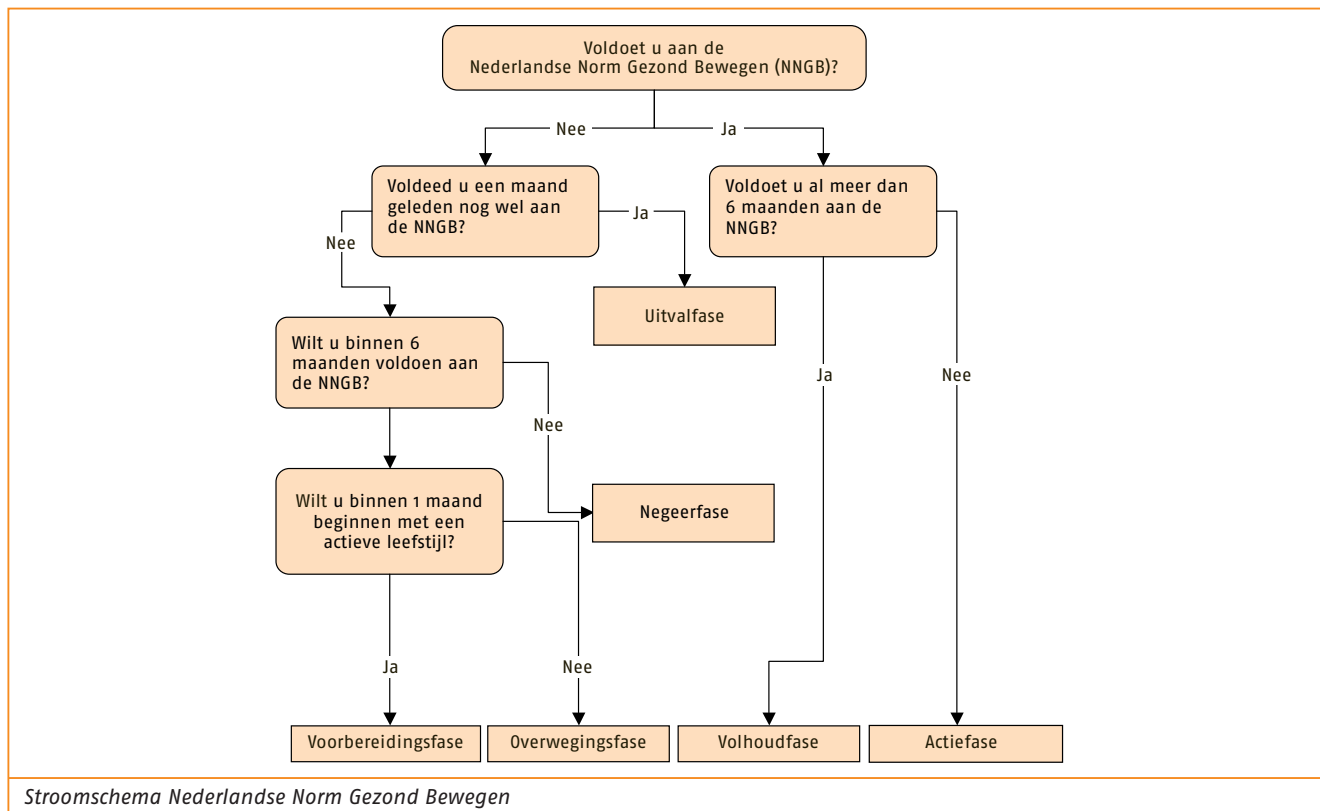 Voldoet u aan de
Nederlandse Norm Gezond Bewegen (NNGB)?
Nee
Ja
Voldeed u een maand
geleden nog wel aan
de NNGB?
Voldoet u al meer dan
6 maanden aan de
NNGB?
Ja
Nee
Uitvalfase
Wilt u binnen 6
maanden voldoen aan
de NNGB?
Ja
Nee
Nee
Wilt u binnen 1 maand
beginnen met een
actieve leefstijl?
Negeerfase
Ja
Nee
Voorbereidingsfase
Overwegingsfase
Volhoudfase
Actiefase
Stroomschema Nederlandse Norm Gezond Bewegen